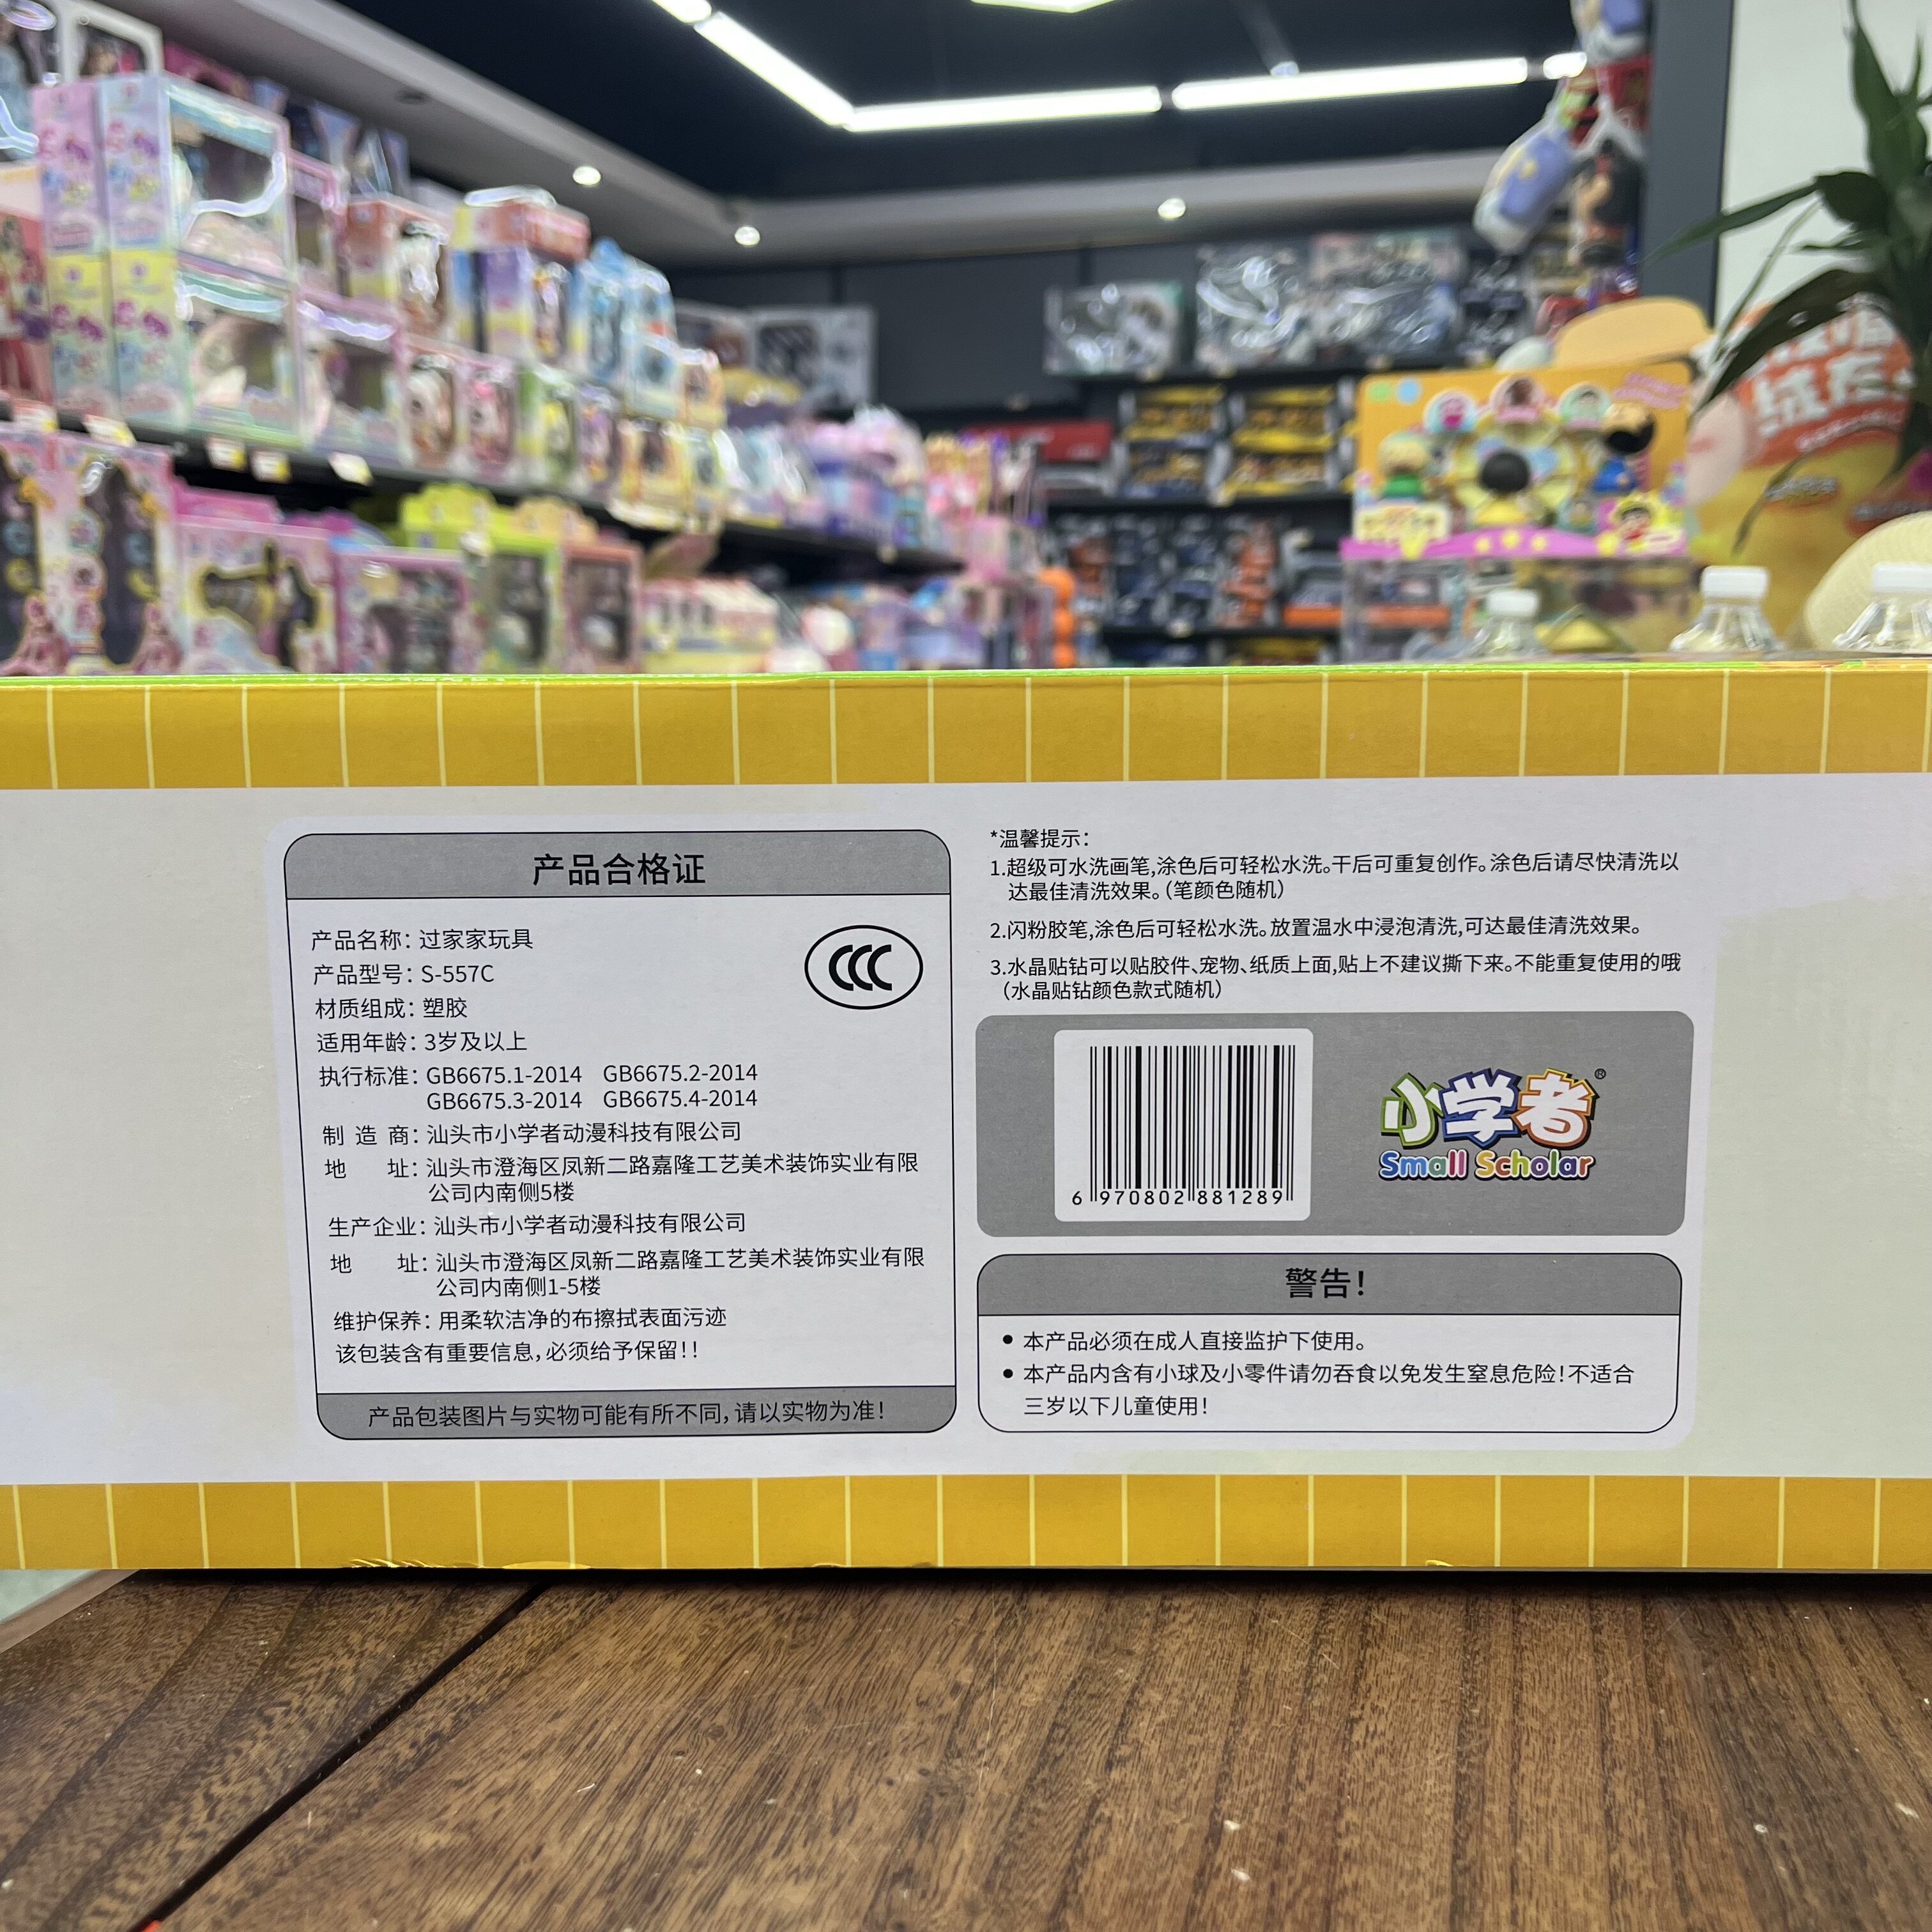 产品合格证
产品名称：过家家玩具
产品型号：S-557C
材质组成：塑胶
适用年龄：3岁及以上
执行标准：GB6675.1-2014 GB6675.2-2014
GB6675.3-2014 GB6675.4-2014
制造商：汕头市小学者动漫科技有限公司
地址：汕头市澄海区凤新二路嘉隆工艺美术装饰实业有限
公司内南侧5楼
生产企业：汕头市小学者动漫科技有限公司
地址：汕头市澄海区凤新二路嘉隆工艺美术装饰实业有限
公司内南侧1-5楼
维护保养：用柔软洁净的布擦拭表面污迹
该包装含有重要信息，必须给予保留！！
产品包装图片与实物可能有所不同，请以实物为准！
CCC
*温馨提示：
1.超级可水洗画笔，涂色后可轻松水洗。干后可重复创作。涂色后请尽快清洗以
达最佳清洗效果。（笔颜色随机）
2.闪粉胶笔，涂色后可轻松水洗。放置温水中浸泡清洗，可达最佳清洗效果。
3.水晶贴钻可以贴胶件、宠物、纸质上面，贴上不建议撕下来。不能重复使用的哦
（水晶贴钻颜色款式随机）
6 970802 881289
小学者®
Small Scholar
警告！
● 本产品必须在成人直接监护下使用。
● 本产品内含有小球及小零件请勿吞食以免发生窒息危险！不适合
三岁以下儿童使用！